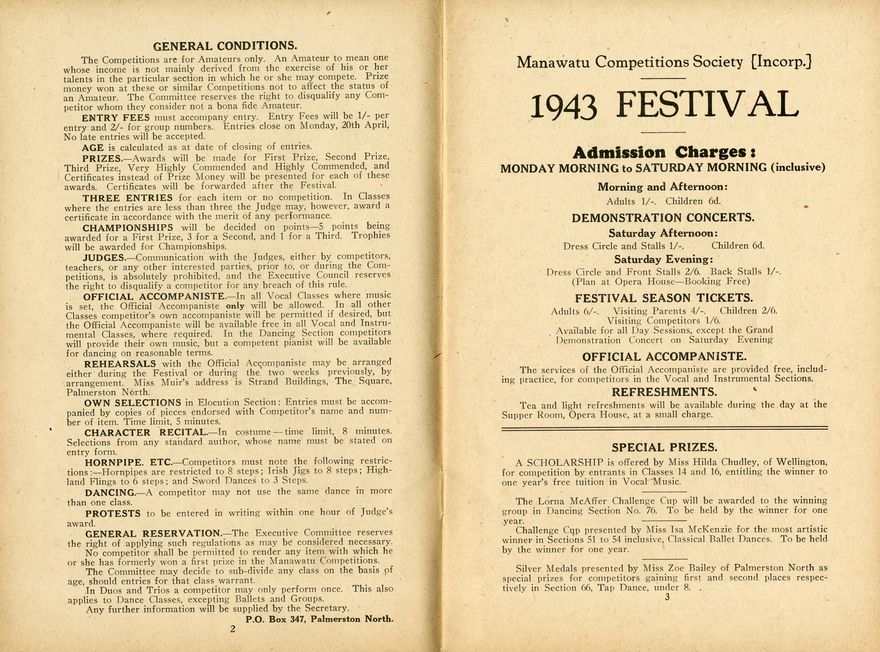 GENERAL CONDITIONS.
The Competitions are for Amateurs only. An Amateur to mean one
whose income is not mainly derived from the exercise of his or her
talents in the particular section in which he or she may compete. Prize
money won at these or similar Competitions not to affect the status of
an Amateur. The Committee reserves the right to disqualify any Com-
petitor whom they consider not a bona fide Amateur.
ENTRY FEES must accompany entry. Entry Fees will be 1/- per
entry and 2/- for group numbers. Entries close on Monday, 20th April,
No late entries will be accepted.
AGE is calculated as at date of closing of entries.
PRIZES.—Awards will be made for First Prize, Second Prize,
Third Prize, Very Highly Commended and Highly Commended, and
Certificates instead of Prize Money will be presented for each of these
awards. Certificates will be forwarded after the Festival.
THREE ENTRIES for each item or no competition. In Classes
where the entries are less than three the Judge may, however, award a
certificate in accordance with the merit of any performance.
CHAMPIONSHIPS will be decided on points—5 points being
awarded for a First Prize, 3 for a Second, and 1 for a Third. Trophies
will be awarded for Championships.
JUDGES.—Communication with the Judges, either by competitors,
teachers, or any other interested parties, prior to, or during the Com-
petitions, is absolutely prohibited, and the Executive Council reserves
the right to disqualify a competitor for any breach of this rule.
OFFICIAL ACCOMPANISTE.—In all Vocal Classes where music
is set, the Official Accompaniste only will be allowed. In all other
Classes competitor's own accompaniste will be permitted if desired, but
the Official Accompaniste will be available free in all Vocal and Instru-
mental Classes, where required. In the Dancing Section competitors
will provide their own music, but a competent pianist will be available
for dancing on reasonable terms.
REHEARSALS with the Official Accompaniste may be arranged
either during the Festival or during the two weeks previously, by
arrangement. Miss Muir's address is Strand Buildings, The Square,
Palmerston North.
OWN SELECTIONS in Elocution Section: Entries must be accom-
panied by copies of pieces endorsed with Competitor's name and num-
ber of item. Time limit, 5 minutes.
CHARACTER RECITAL.—In costume—time limit, 8 minutes.
Selections from any standard author, whose name must be stated on
entry form.
HORNPIPE. ETC.—Competitors must note the following restric-
tions:—Hornpipes are restricted to 8 steps; Irish Jigs to 8 steps; High-
land Flings to 6 steps; and Sword Dances to 3 Steps.
DANCING.—A competitor may not use the same dance in more
than one class.
PROTESTS to be entered in writing within one hour of Judge's
award.
GENERAL RESERVATION.—The Executive Committee reserves
the right of applying such regulations as may be considered necessary.
No competitor shall be permitted to render any item with which he
or she has formerly won a first prize in the Manawatu Competitions.
The Committee may decide to sub-divide any class on the basis of
age, should entries for that class warrant.
In Duos and Trios a competitor may only perform once. This also
applies to Dance Classes, excepting Ballets and Groups.
Any further information will be supplied by the Secretary.
P.O. Box 347, Palmerston North.
2
Manawatu Competitions Society [Incorp.]
1943 FESTIVAL
Admission Charges:
MONDAY MORNING to SATURDAY MORNING (inclusive)
Morning and Afternoon:
Adults 1/-. Children 6d.
DEMONSTRATION CONCERTS.
Saturday Afternoon:
Dress Circle and Stalls 1/-. Children 6d.
Saturday Evening:
Dress Circle and Front Stalls 2/6. Back Stalls 1/-.
(Plan at Opera House—Booking Free)
FESTIVAL SEASON TICKETS.
Adults 6/-. Visiting Parents 4/-. Children 2/6.
Visiting Competitors 1/6.
Available for all Day Sessions, except the Grand
Demonstration Concert on Saturday Evening
OFFICIAL ACCOMPANISTE.
The services of the Official Accompaniste are provided free, includ-
ing practice, for competitors in the Vocal and Instrumental Sections.
REFRESHMENTS.
Tea and light refreshments will be available during the day at the
Supper Room, Opera House, at a small charge.
SPECIAL PRIZES.
A SCHOLARSHIP is offered by Miss Hilda Chudley, of Wellington,
for competition by entrants in Classes 14 and 16, entitling the winner to
one year's free tuition in Vocal Music.
The Lorna McAffer Challenge Cup will be awarded to the winning
group in Dancing Section No. 76. To be held by the winner for one
year.
Challenge Cup presented by Miss Isa McKenzie for the most artistic
winner in Sections 51 to 54 inclusive, Classical Ballet Dances. To be held
by the winner for one year.
Silver Medals presented by Miss Zoe Bailey of Palmerston North as
special prizes for competitors gaining first and second places respec-
tively in Section 66, Tap Dance, under 8.
3